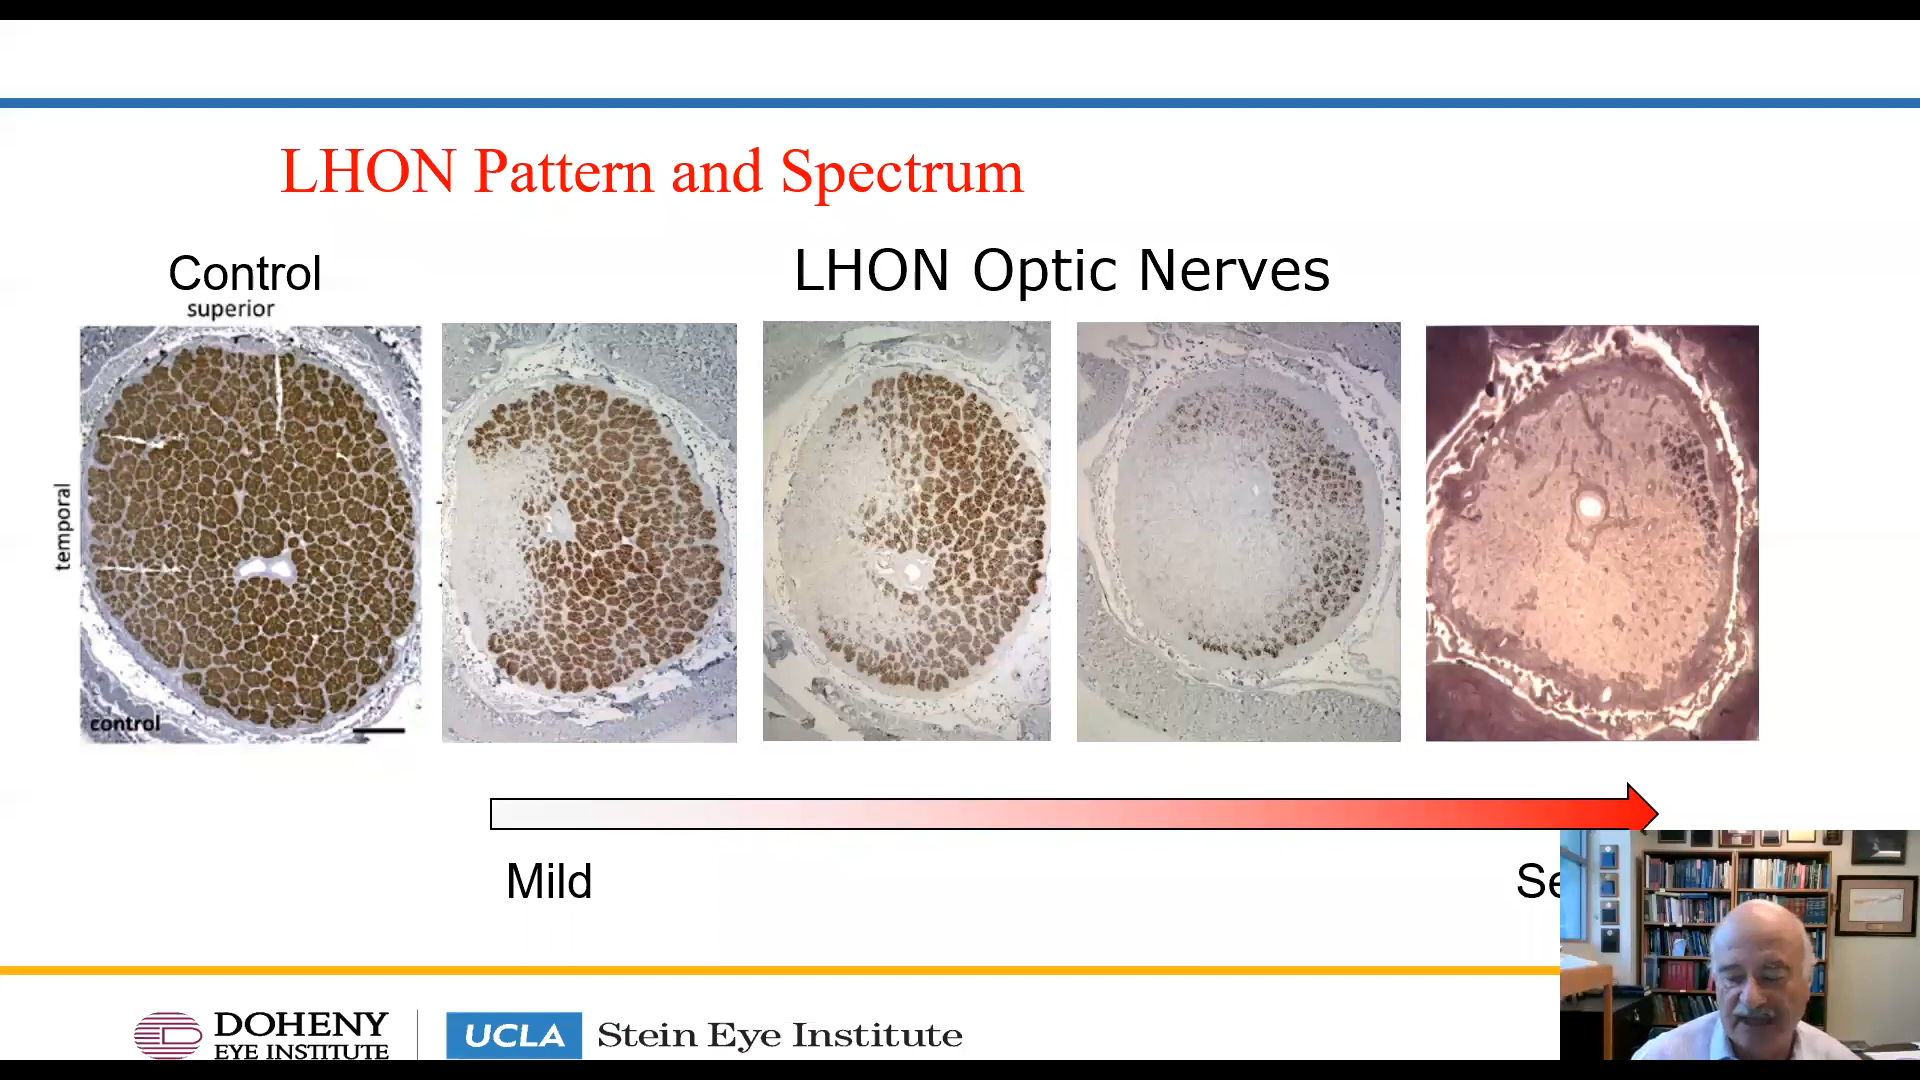 LHON Pattern and Spectrum
Control
LHON Optic Nerves
superior
temporal
control
Mild
DOHENY
EYE INSTITUTE
UCLA
Stein Eye Institute